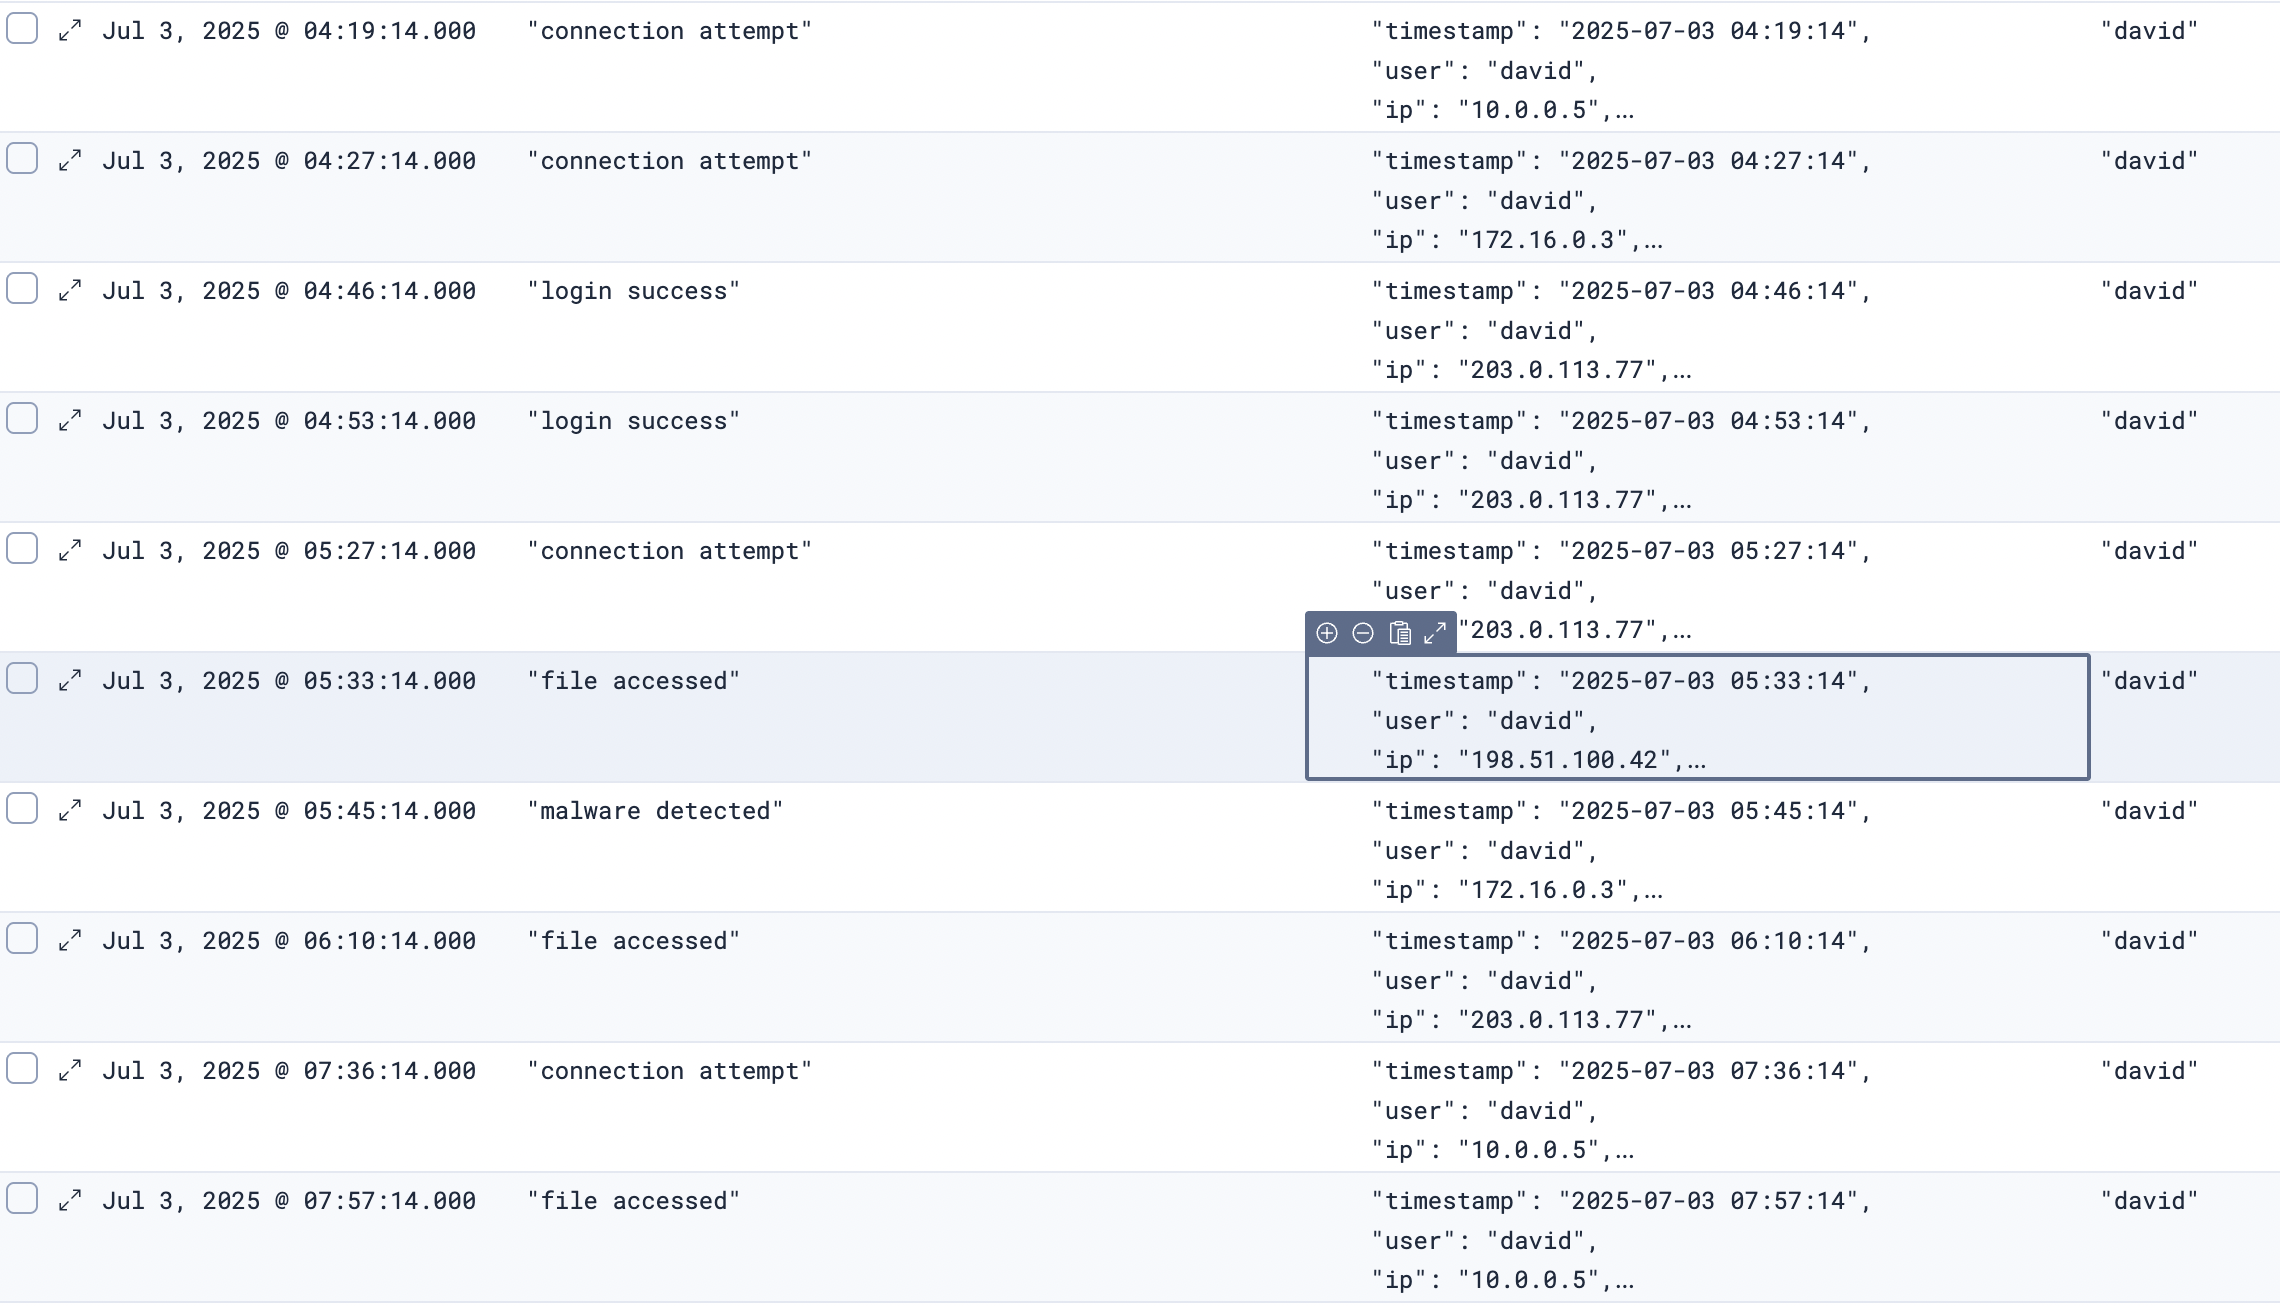 Jul 3, 2025 @ 04:19:14.000 "connection attempt" "timestamp": "2025-07-03 04:19:14", "david"
"user": "david",
"ip": "10.0.0.5",…
Jul 3, 2025 @ 04:27:14.000 "connection attempt" "timestamp": "2025-07-03 04:27:14", "david"
"user": "david",
"ip": "172.16.0.3",…
Jul 3, 2025 @ 04:46:14.000 "login success" "timestamp": "2025-07-03 04:46:14", "david"
"user": "david",
"ip": "203.0.113.77",…
Jul 3, 2025 @ 04:53:14.000 "login success" "timestamp": "2025-07-03 04:53:14", "david"
"user": "david",
"ip": "203.0.113.77",…
Jul 3, 2025 @ 05:27:14.000 "connection attempt" "timestamp": "2025-07-03 05:27:14", "david"
"user": "david",
"203.0.113.77",…
Jul 3, 2025 @ 05:33:14.000 "file accessed" "timestamp": "2025-07-03 05:33:14", "david"
"user": "david",
"ip": "198.51.100.42",…
Jul 3, 2025 @ 05:45:14.000 "malware detected" "timestamp": "2025-07-03 05:45:14", "david"
"user": "david",
"ip": "172.16.0.3",…
Jul 3, 2025 @ 06:10:14.000 "file accessed" "timestamp": "2025-07-03 06:10:14", "david"
"user": "david",
"ip": "203.0.113.77",…
Jul 3, 2025 @ 07:36:14.000 "connection attempt" "timestamp": "2025-07-03 07:36:14", "david"
"user": "david",
"ip": "10.0.0.5",…
Jul 3, 2025 @ 07:57:14.000 "file accessed" "timestamp": "2025-07-03 07:57:14", "david"
"user": "david",
"ip": "10.0.0.5",…